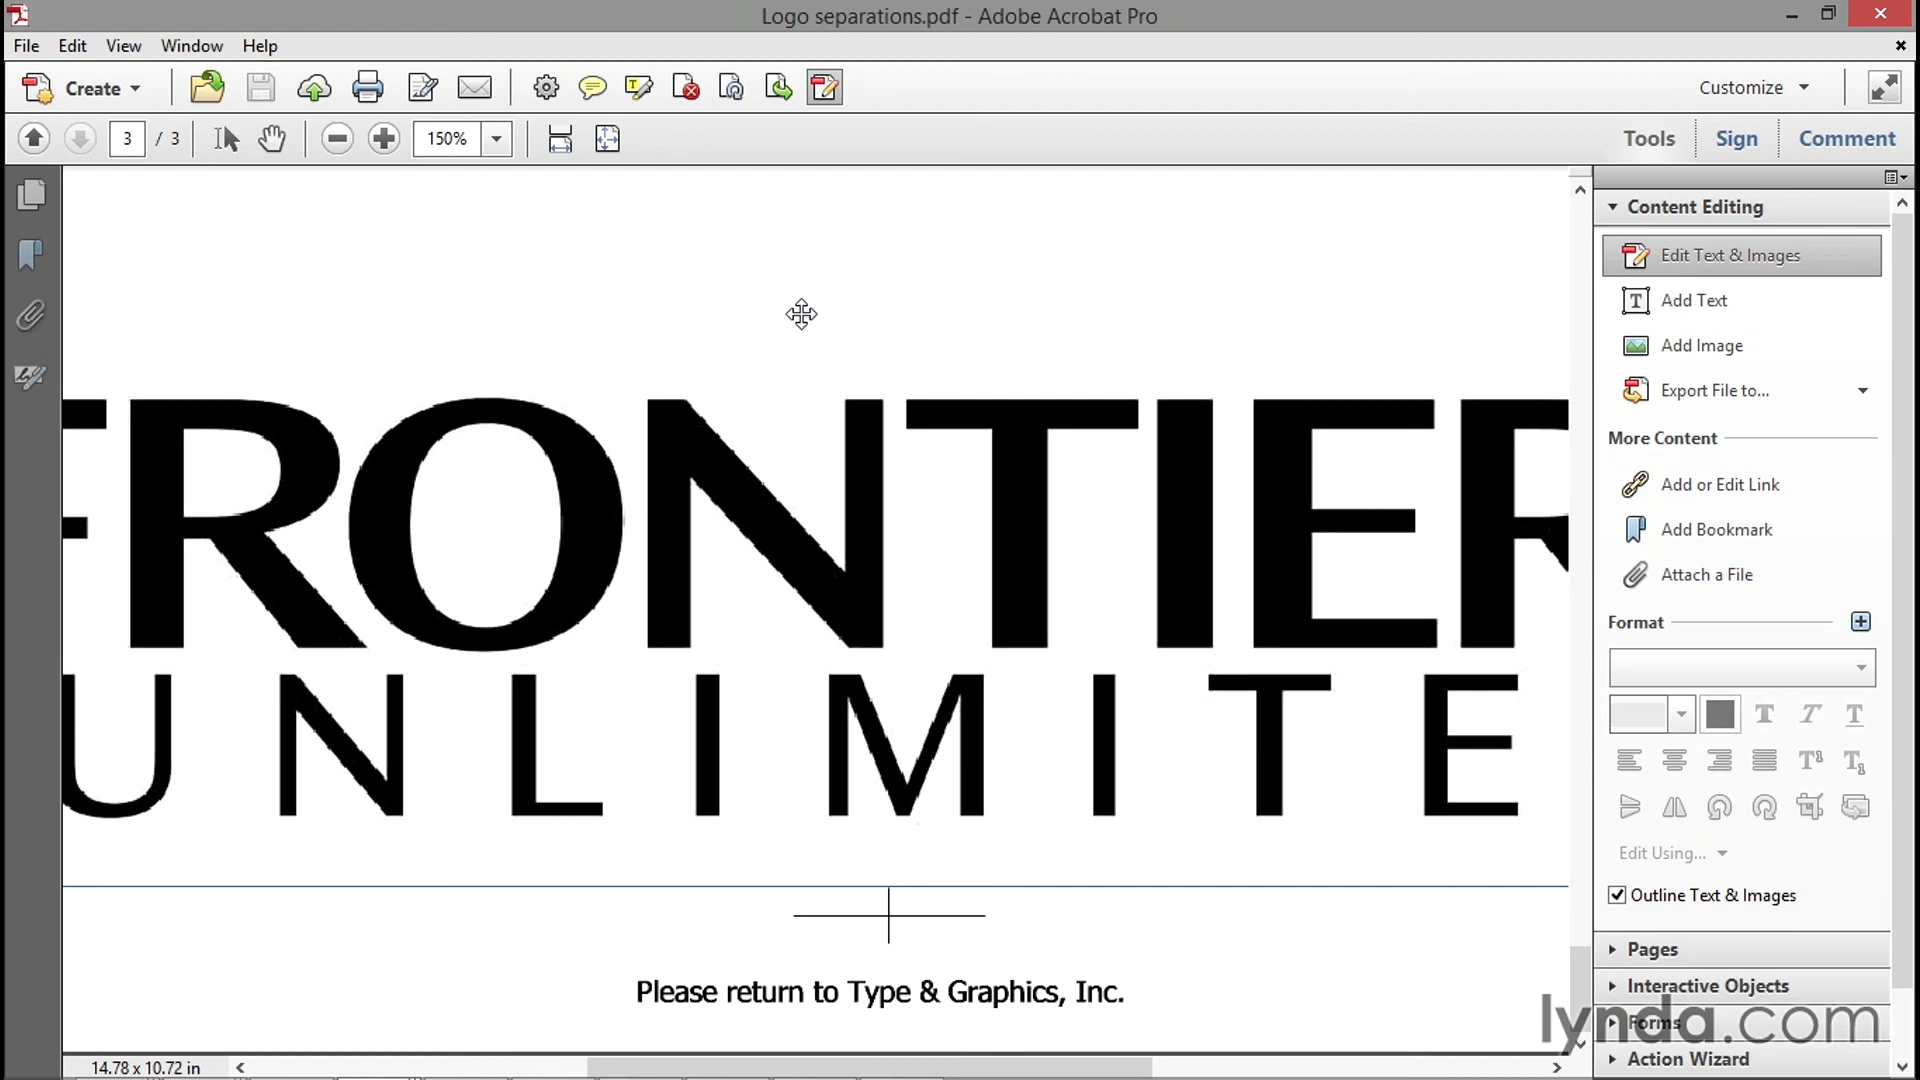 Logo separations.pdf - Adobe Acrobat Pro
File Edit View Window Help
Create
Customize
3 / 3
150%
Tools Sign Comment
Content Editing
Edit Text & Images
Add Text
Add Image
Export File to...
More Content
Add or Edit Link
Add Bookmark
Attach a File
Format
Edit Using...
Outline Text & Images
Pages
Interactive Objects
Forms
Action Wizard
FRONTIER
UNLIMITE
Please return to Type & Graphics, Inc.
14.78 x 10.72 in
lynda.com